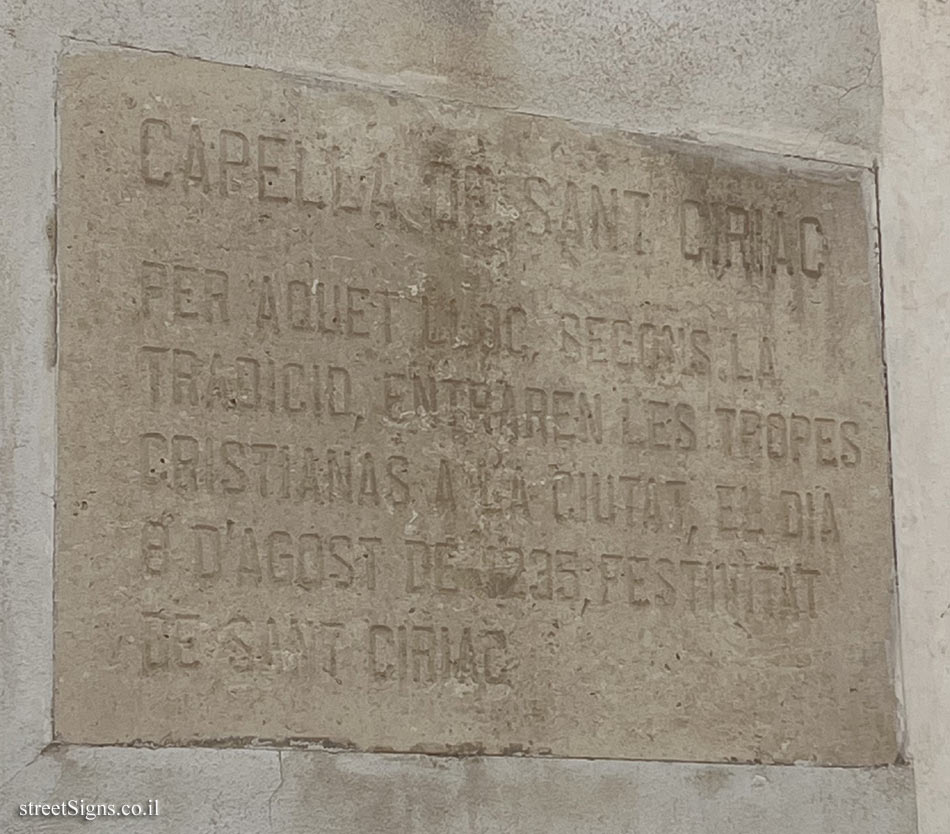 CAPELLA DE SANT CIRIAC
PER AQUET LLOC, SEGONS LA
TRADICIO, ENTRAREN LES TROPES
CRISTIANAS A LA CIUTAT, EL DIA
8 D'AGOST DE 1235, FESTIVITAT
DE SANT CIRIAC
streetSigns.co.il